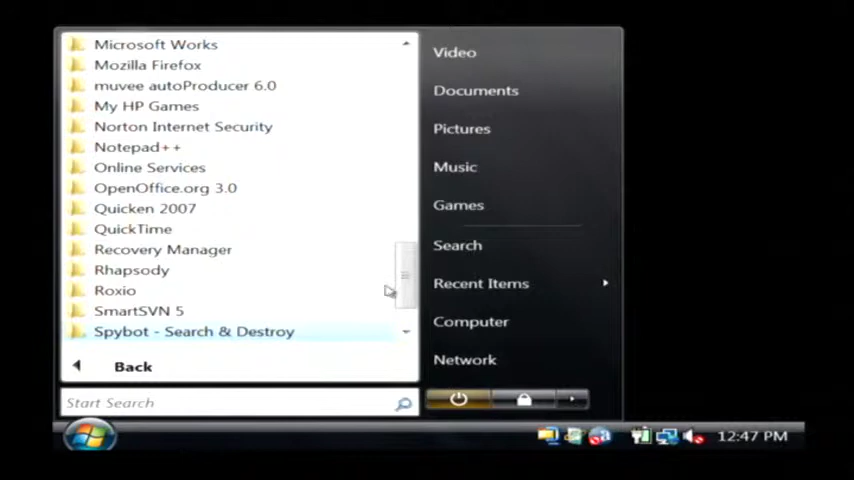 Microsoft Works
Mozilla Firefox
muvee autoProducer 6.0
My HP Games
Norton Internet Security
Notepad++
Online Services
OpenOffice.org 3.0
Quicken 2007
QuickTime
Recovery Manager
Rhapsody
Roxio
SmartSVN 5
Spybot - Search & Destroy
Back
Start Search
Video
Documents
Pictures
Music
Games
Search
Recent Items
Computer
Network
12:47 PM